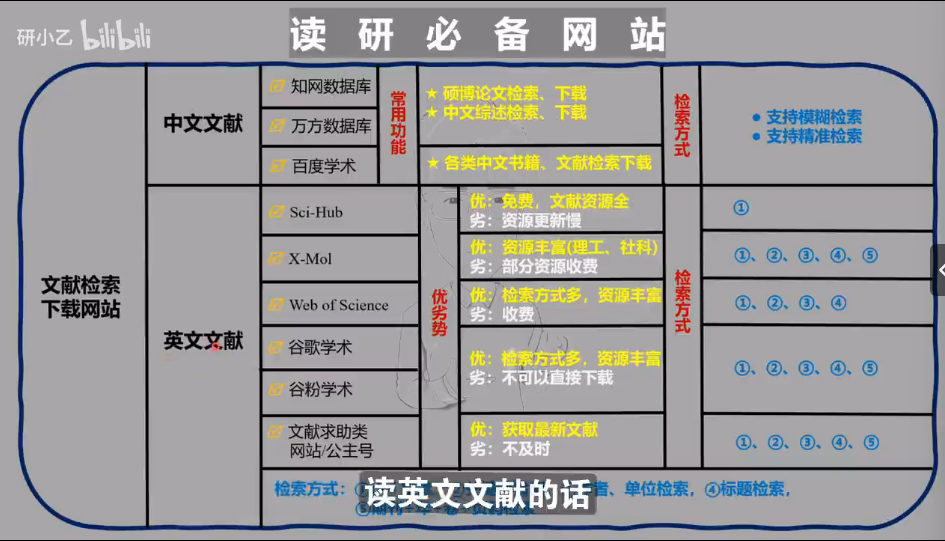 研小乙 bilibili
读研必备网站
文献检索
下载网站
中文文献
知网数据库
万方数据库
百度学术
常用功能
★ 硕博论文检索、下载
★ 中文综述检索、下载
★ 各类中文书籍、文献检索下载
检索方式
● 支持模糊检索
● 支持精准检索
英文文献
Sci-Hub
X-Mol
Web of Science
谷歌学术
谷粉学术
文献求助类
网站/公主号
优劣势
优：免费，文献资源全
劣：资源更新慢
优：资源丰富(理工、社科)
劣：部分资源收费
优：检索方式多，资源丰富
劣：收费
优：检索方式多，资源丰富
劣：不可以直接下载
优：获取最新文献
劣：不及时
检索方式
①
①、②、③、④、⑤
①、②、③、④
①、②、③、④、⑤
①、②、③、④、⑤
检索方式：
、单位检索，④标题检索，
读英文文献的话